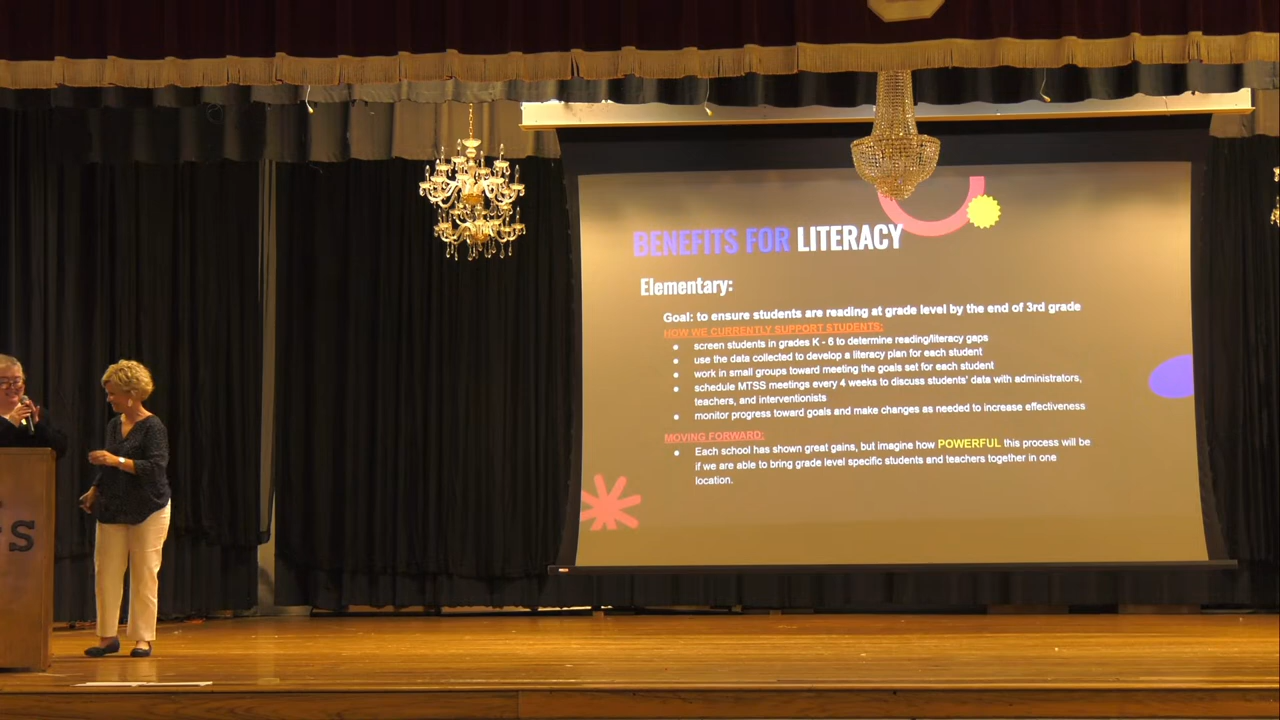 BENEFITS FOR LITERACY
Elementary:
Goal: to ensure students are reading at grade level by the end of 3rd grade
HOW WE CURRENTLY SUPPORT STUDENTS:
● screen students in grades K - 6 to determine reading/literacy gaps
● use the data collected to develop a literacy plan for each student
● work in small groups toward meeting the goals set for each student
● schedule MTSS meetings every 4 weeks to discuss students' data with administrators,
teachers, and interventionists
● monitor progress toward goals and make changes as needed to increase effectiveness
MOVING FORWARD:
● Each school has shown great gains, but imagine how POWERFUL this process will be
if we are able to bring grade level specific students and teachers together in one
location.